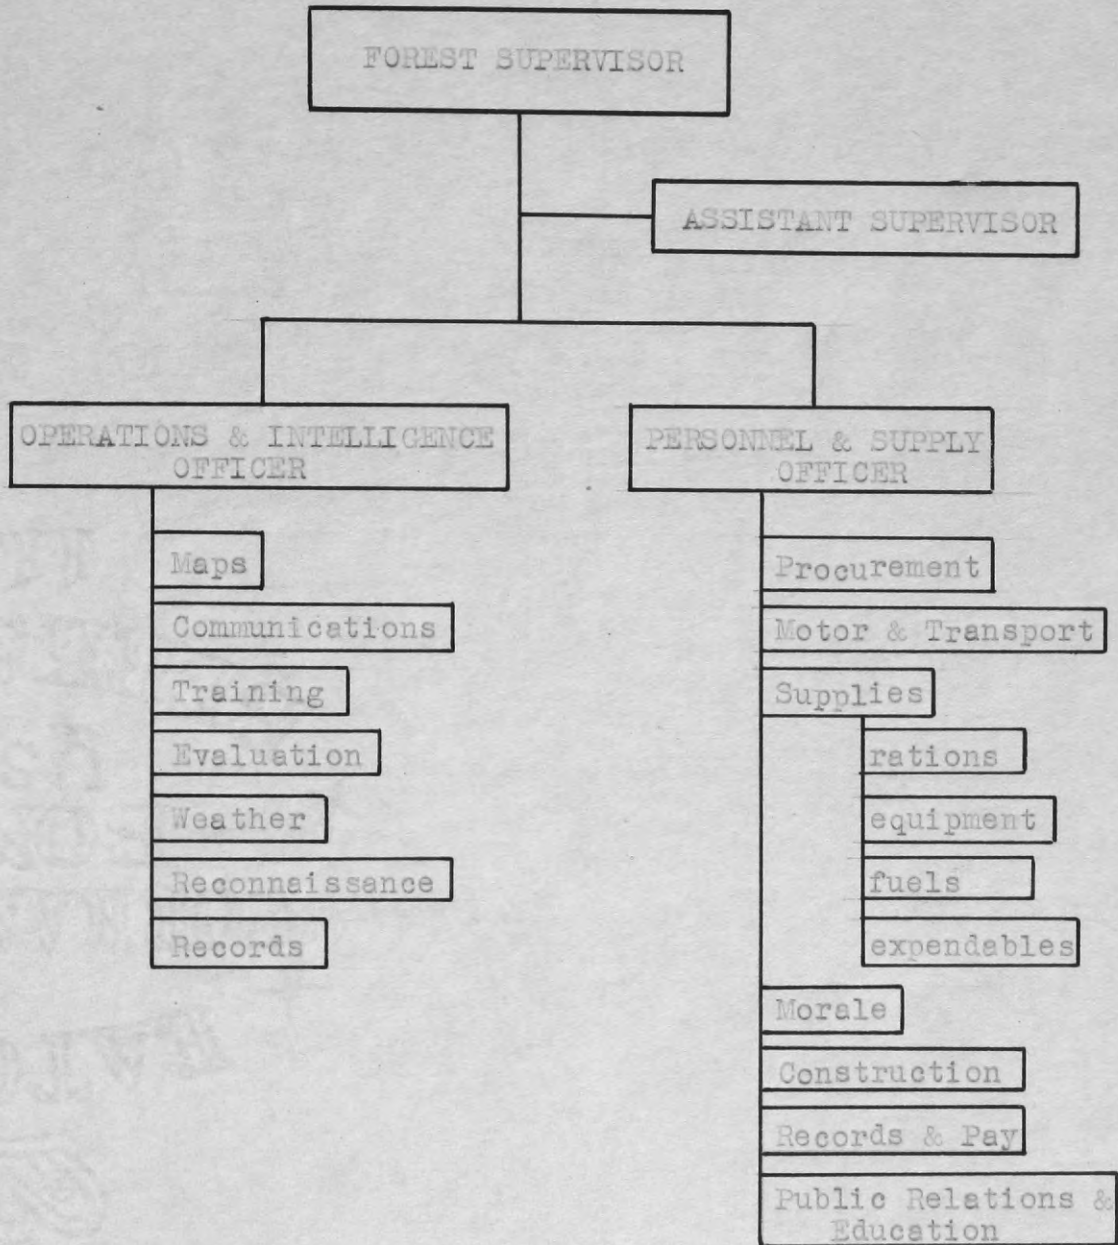 FOREST SUPERVISOR
ASSISTANT SUPERVISOR
OPERATIONS & INTELLIGENCE
OFFICER
Maps
Communications
Training
Evaluation
Weather
Reconnaissance
Records
PERSONNEL & SUPPLY
OFFICER
Procurement
Motor & Transport
Supplies
rations
equipment
fuels
expendables
Morale
Construction
Records & Pay
Public Relations &
Education